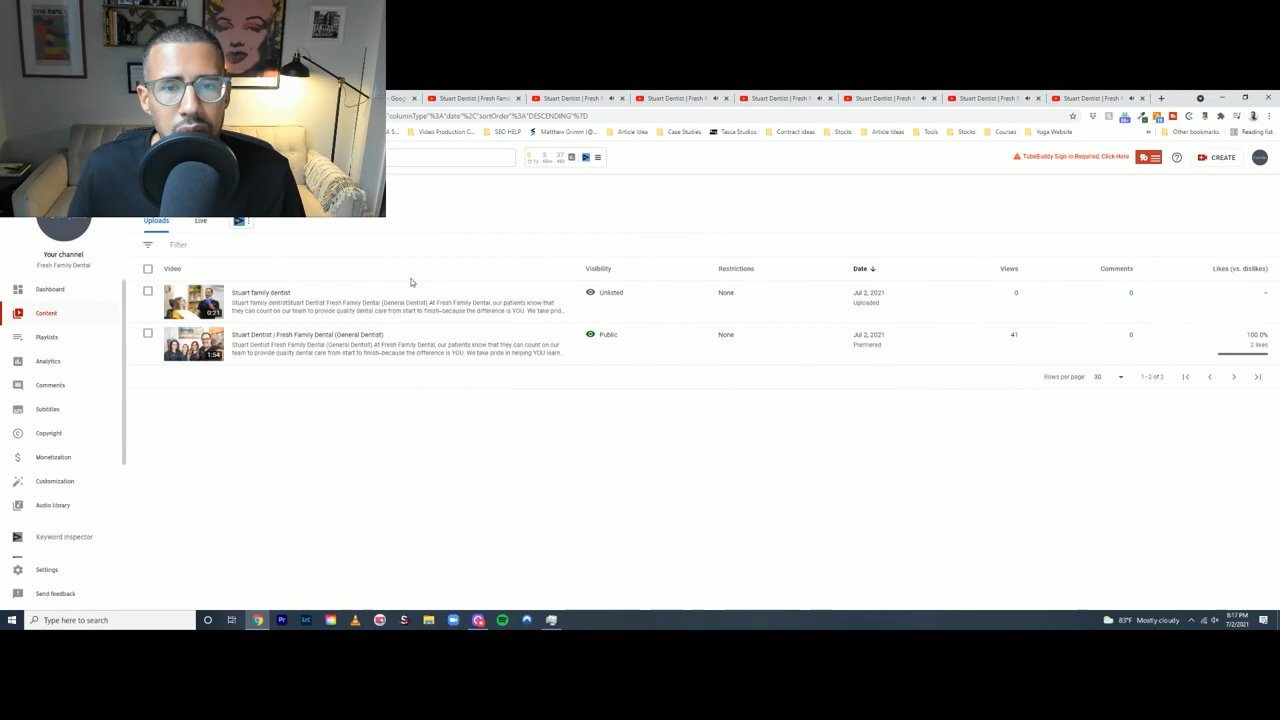 Stuart Dentist | Fresh Famil
Stuart Dentist | Fresh F
Stuart Dentist | Fresh F
Stuart Dentist | Fresh F
Stuart Dentist | Fresh F
Stuart Dentist | Fresh F
Stuart Dentist | Fresh F
"columnType"%3A"date"%2C"sortOrder"%3A"DESCENDING"%7D
Video Production C...
SEO HELP
Matthew Grimm (@...
Article Idea
Case Studies
Tasca Studios
Contract ideas
Stocks
Article Ideas
Tools
Stocks
Courses
Yoga Website
Other bookmarks
Reading list
TubeBuddy Sign-in Required, Click Here
CREATE
Uploads
Live
Filter
Your channel
Fresh Family Dental
Dashboard
Content
Playlists
Analytics
Comments
Subtitles
Copyright
Monetization
Customization
Audio library
Keyword inspector
Settings
Send feedback
Video
Visibility
Restrictions
Date
Views
Comments
Likes (vs. dislikes)
0:21
Stuart family dentist
Stuart family dentistStuart Dentist Fresh Family Dental (General Dentist) At Fresh Family Dental, our patients know that
they can count on our team to provide quality dental care from start to finish–because the difference is YOU. We take prid...
Unlisted
None
Jul 2, 2021
Uploaded
0
0
–
1:54
Stuart Dentist | Fresh Family Dental (General Dentist)
Stuart Dentist Fresh Family Dental (General Dentist) At Fresh Family Dental, our patients know that they can count on our
team to provide quality dental care from start to finish–because the difference is YOU. We take pride in helping YOU learn...
Public
None
Jul 2, 2021
Premiered
41
0
100.0%
2 likes
Rows per page:
30
1–2 of 2
Type here to search
83°F Mostly cloudy
8:17 PM
7/2/2021